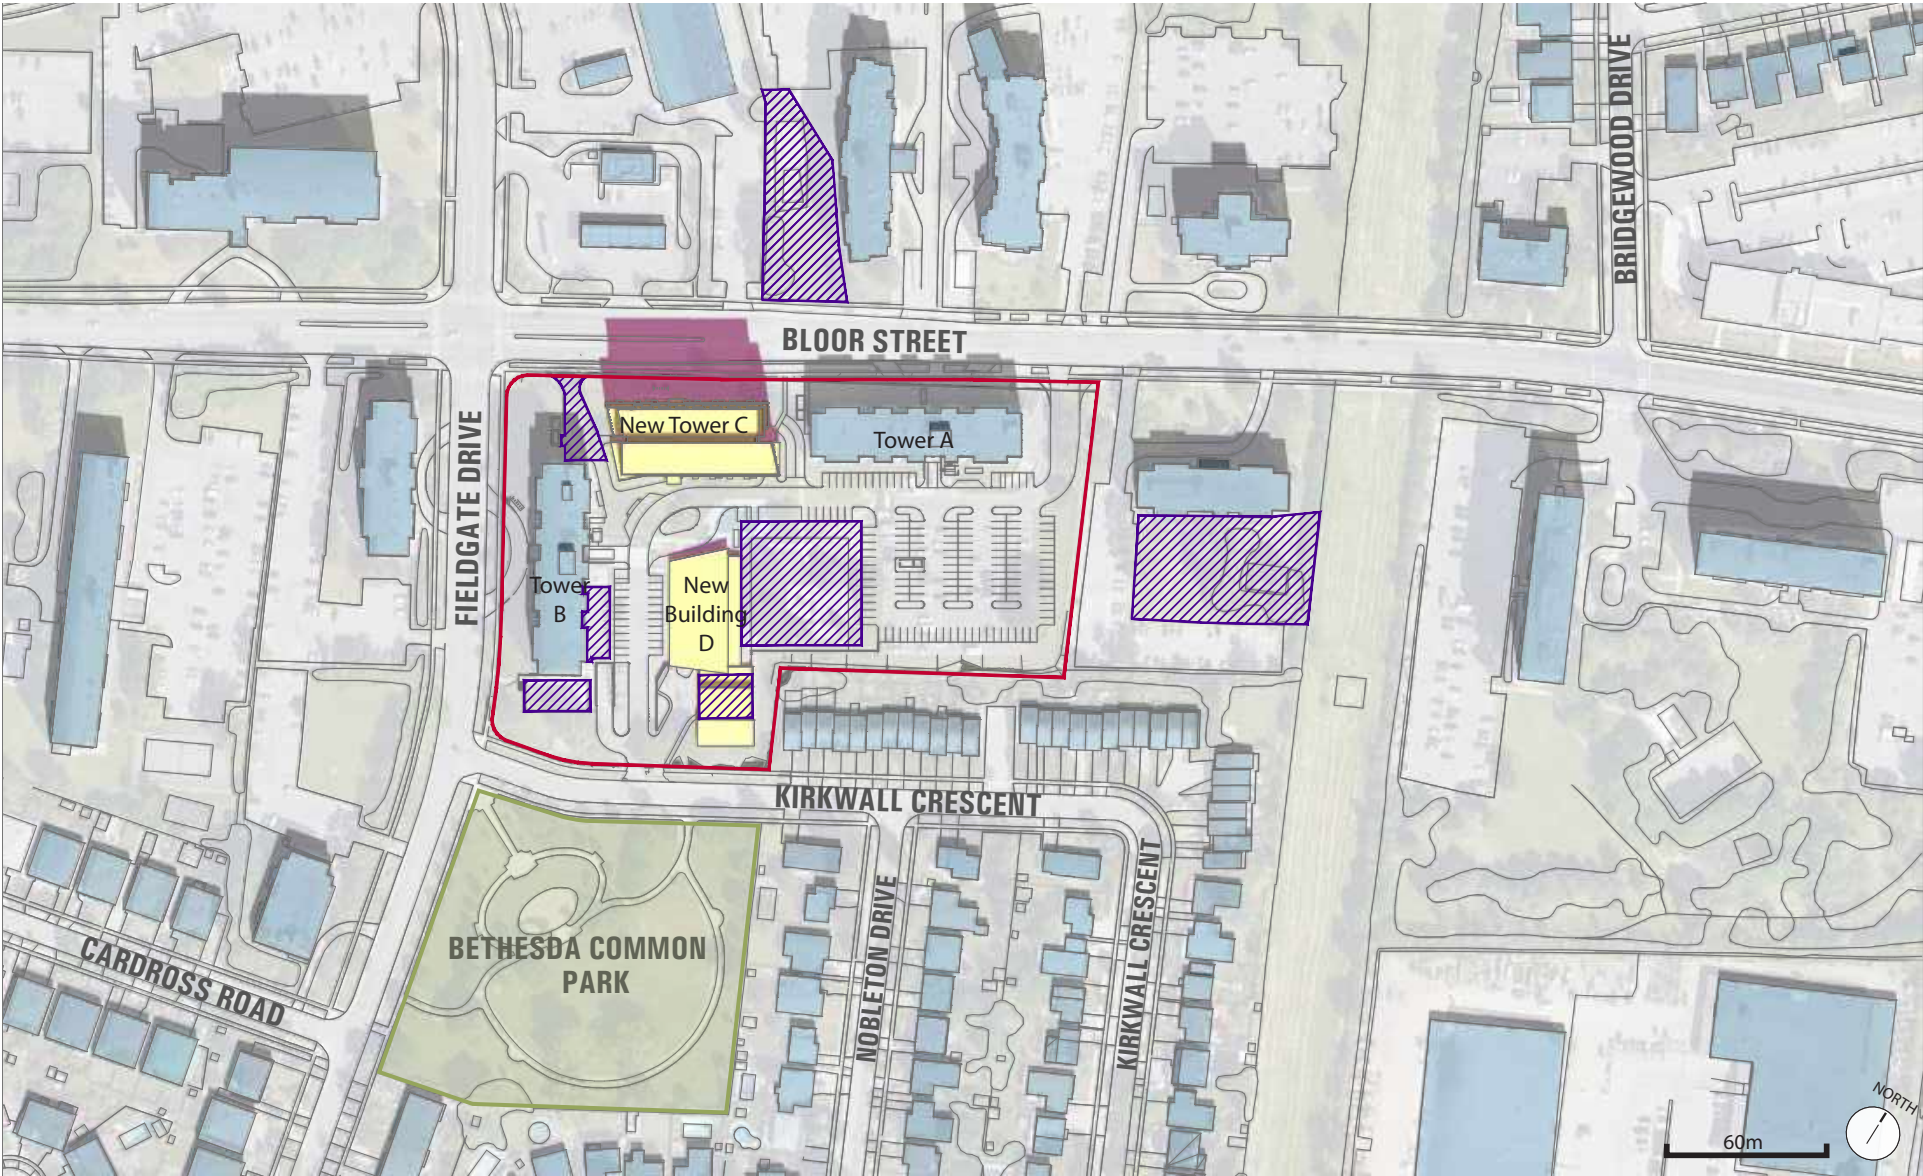 BRIDGEWOOD DRIVE
BLOOR STREET
FIELDGATE DRIVE
New Tower C
Tower A
Tower
B
New
Building
D
KIRKWALL CRESCENT
BETHESDA COMMON
PARK
NOBLETON DRIVE
KIRKWALL CRESCENT
CARDROSS ROAD
60m
NORTH